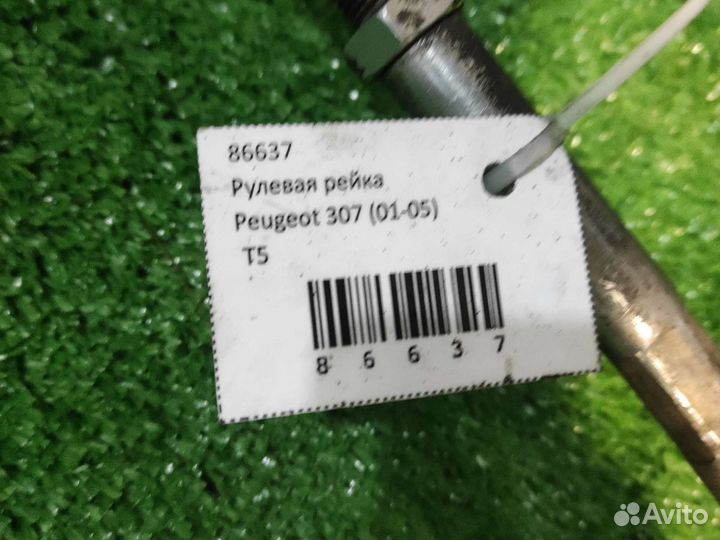 86637
Рулевая рейка
Peugeot 307 (01-05)
T5
8 6 6 3 7
Avito